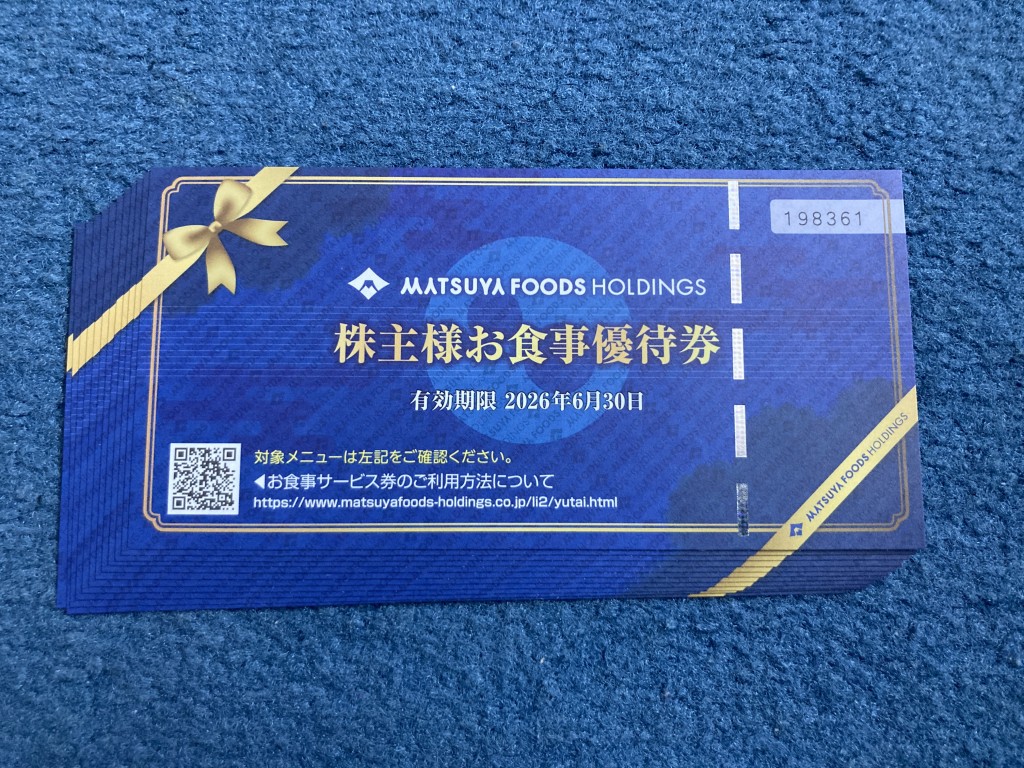 198361
MATSUYA FOODS HOLDINGS
株主様お食事優待券
有効期限 2026年6月30日
対象メニューは左記をご確認ください。
◀お食事サービス券のご利用方法について
https://www.matsuyafoods-holdings.co.jp/li2/yutai.html
MATSUYA FOODS HOLDINGS